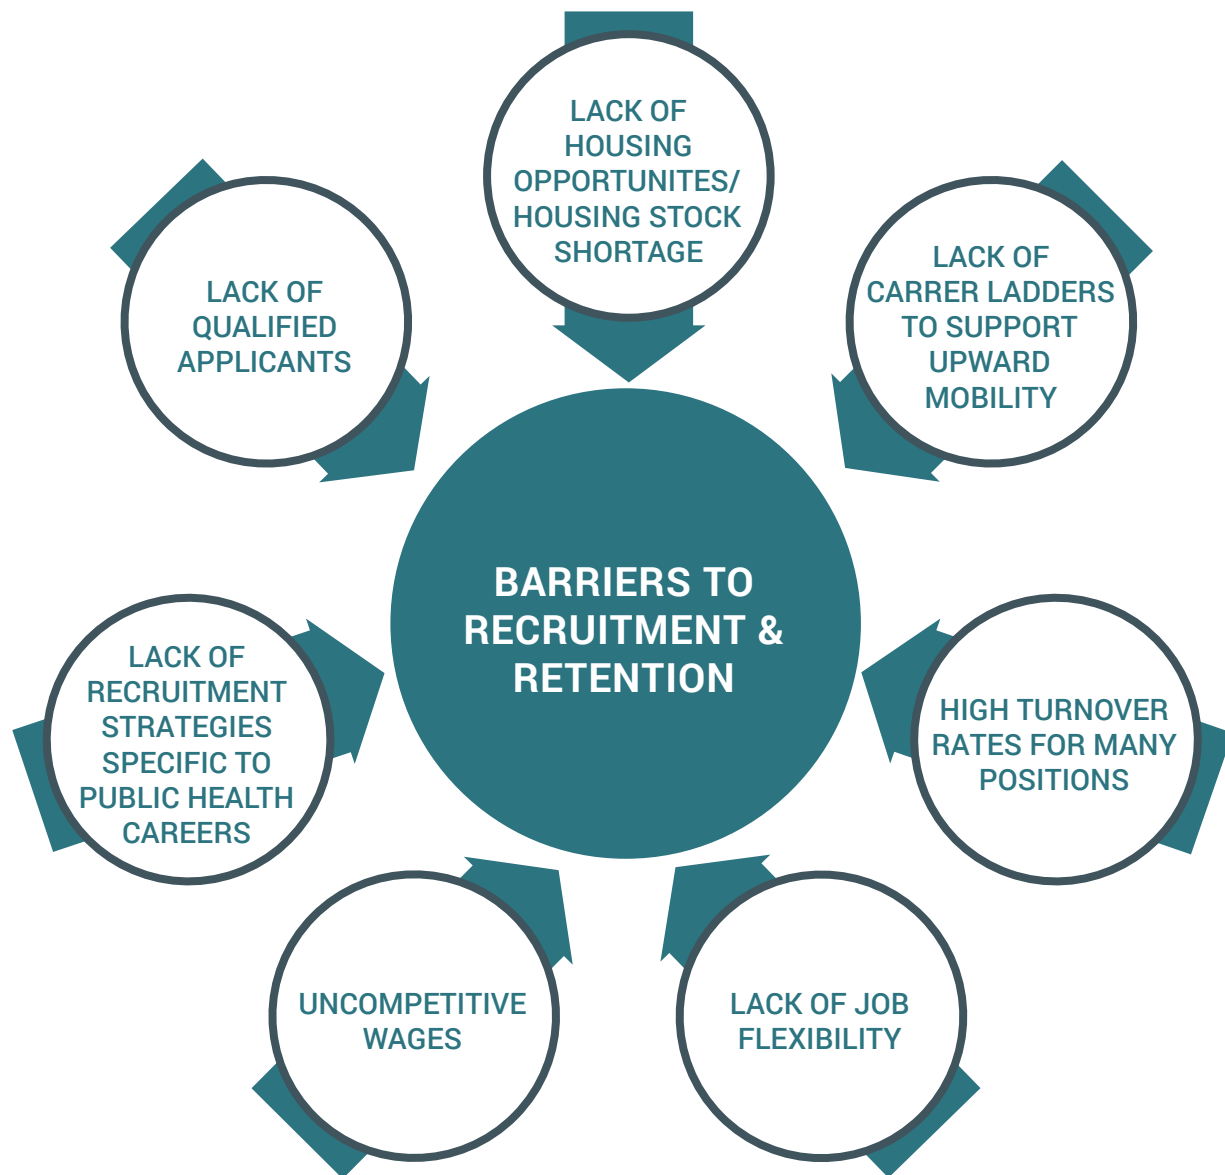 LACK OF
HOUSING
OPPORTUNITES/
HOUSING STOCK
SHORTAGE
LACK OF
CARRER LADDERS
TO SUPPORT
UPWARD
MOBILITY
HIGH TURNOVER
RATES FOR MANY
POSITIONS
LACK OF JOB
FLEXIBILITY
UNCOMPETITIVE
WAGES
LACK OF
RECRUITMENT
STRATEGIES
SPECIFIC TO
PUBLIC HEALTH
CAREERS
LACK OF
QUALIFIED
APPLICANTS
BARRIERS TO
RECRUITMENT &
RETENTION